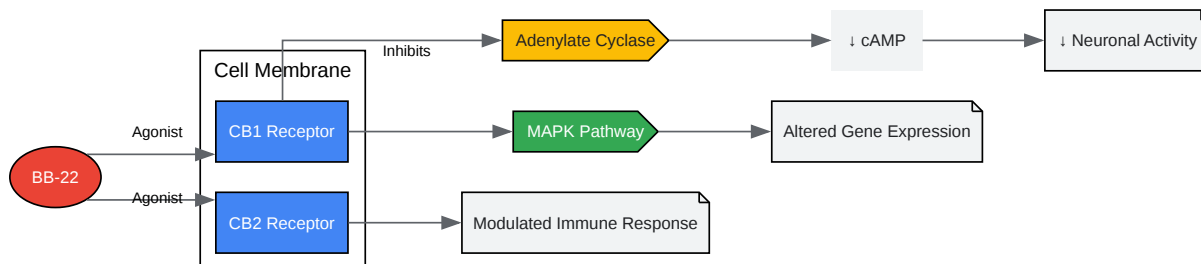 Inhibits
Adenylate Cyclase
↓ cAMP
↓ Neuronal Activity
Cell Membrane
Agonist
CB1 Receptor
MAPK Pathway
Altered Gene Expression
BB-22
Agonist
CB2 Receptor
Modulated Immune Response